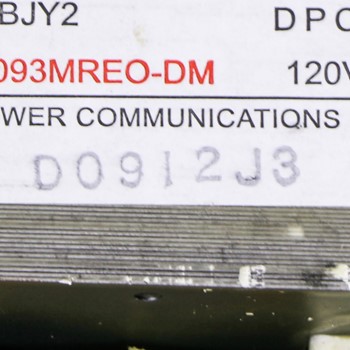 BJY2 DPC
093MREO-DM 120V
WER COMMUNICATIONS
D0912J3